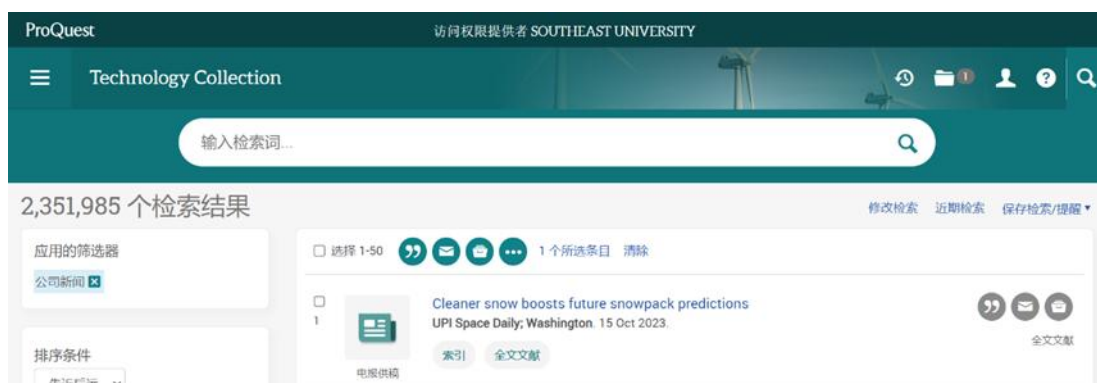 ProQuest
访问权限提供者 SOUTHEAST UNIVERSITY
Technology Collection
1
输入检索词...
2,351,985 个检索结果
修改检索 近期检索 保存检索/提醒
应用的筛选器
公司新闻
选择 1-50
1 个所选条目 清除
1
Cleaner snow boosts future snowpack predictions
UPI Space Daily; Washington. 15 Oct 2023.
索引 全文文献
电报供稿
全文文献
排序条件